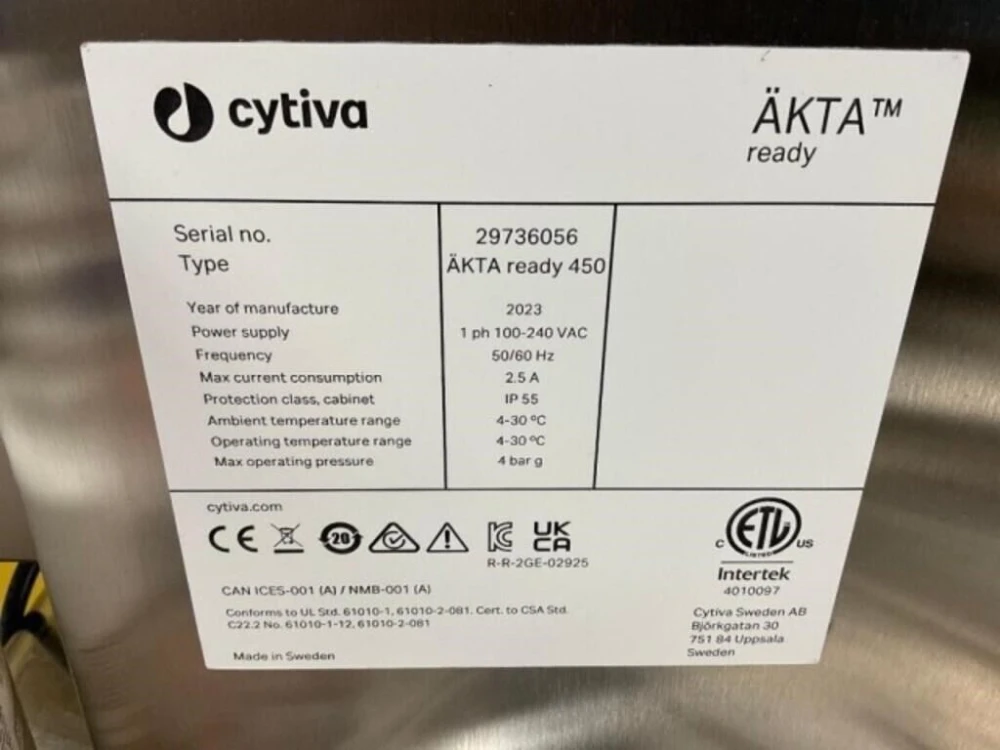 cytiva
ÄKTA™
ready
Serial no. 29736056
Type ÄKTA ready 450
Year of manufacture 2023
Power supply 1 ph 100-240 VAC
Frequency 50/60 Hz
Max current consumption 2.5 A
Protection class, cabinet IP 55
Ambient temperature range 4-30 ºC
Operating temperature range 4-30 ºC
Max operating pressure 4 bar g
cytiva.com
CE 20 UK
CA
R-R-2GE-02925
C ETL US
LISTED
Intertek
4010097
CAN ICES-001 (A) / NMB-001 (A)
Conforms to UL Std. 61010-1, 61010-2-081. Cert. to CSA Std.
C22.2 No. 61010-1-12, 61010-2-081
Made in Sweden
Cytiva Sweden AB
Björkgatan 30
751 84 Uppsala
Sweden